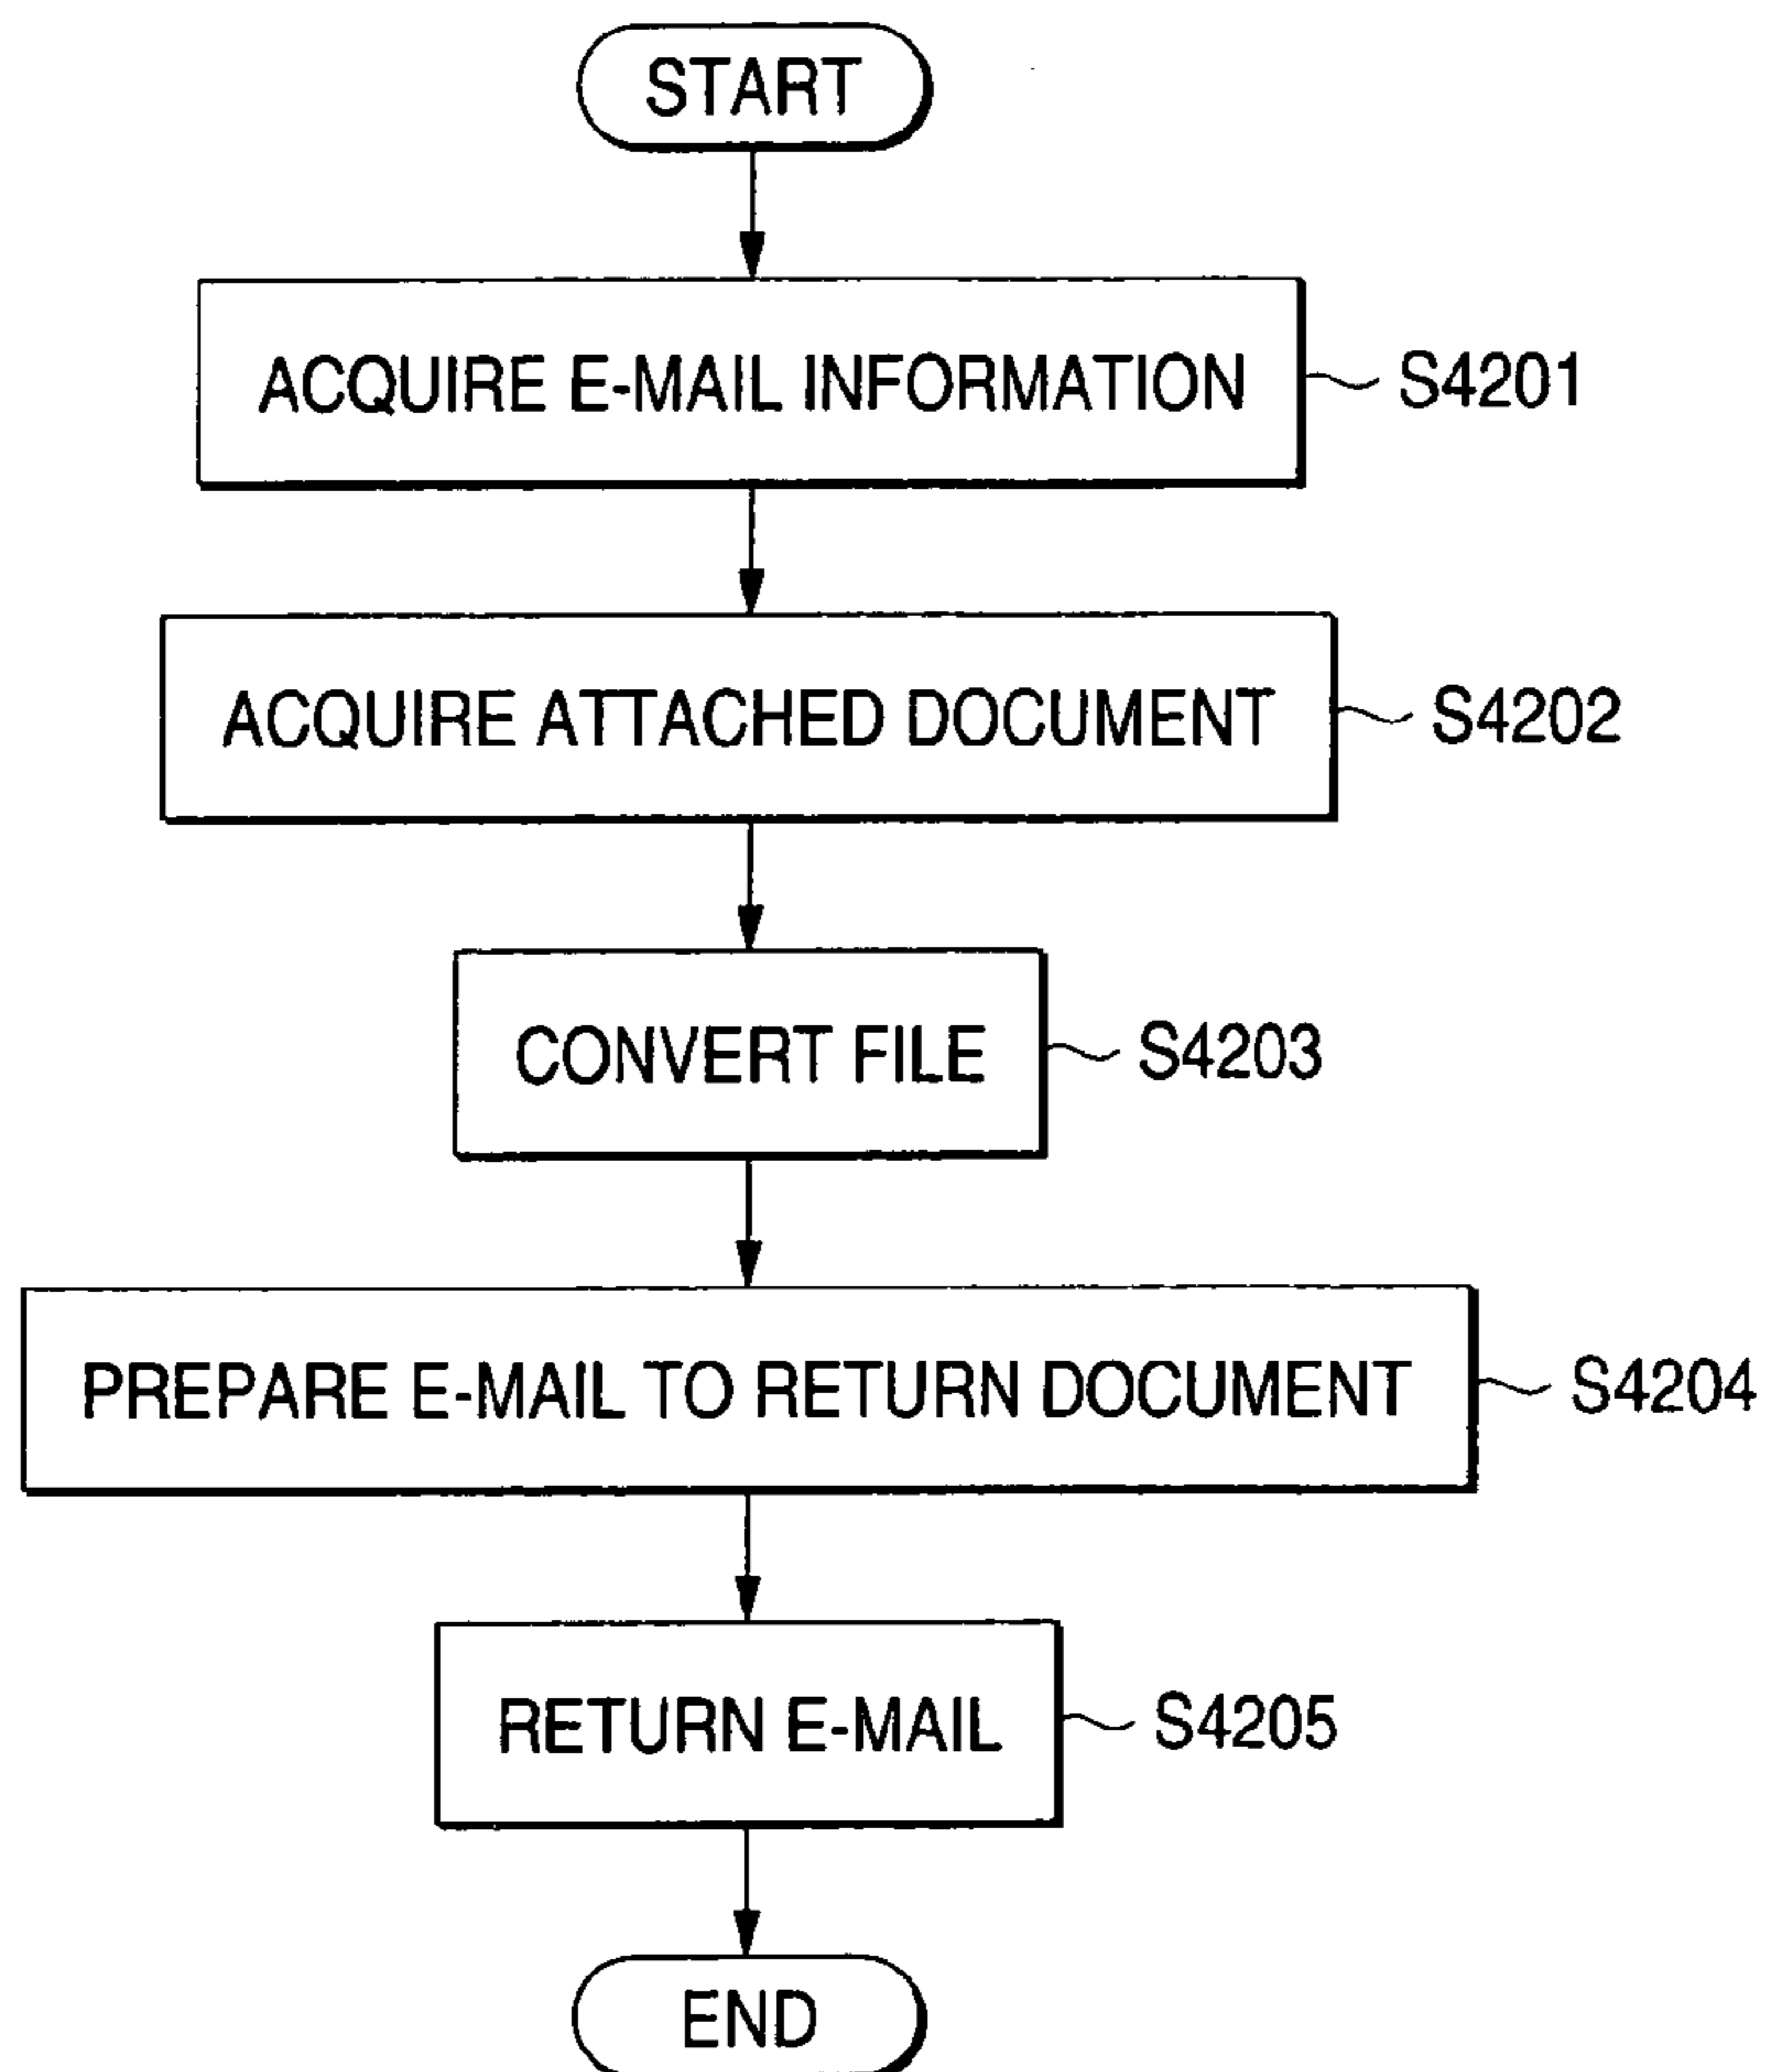 START
ACQUIRE E-MAIL INFORMATION S4201
ACQUIRE ATTACHED DOCUMENT S4202
CONVERT FILE S4203
PREPARE E-MAIL TO RETURN DOCUMENT S4204
RETURN E-MAIL S4205
END